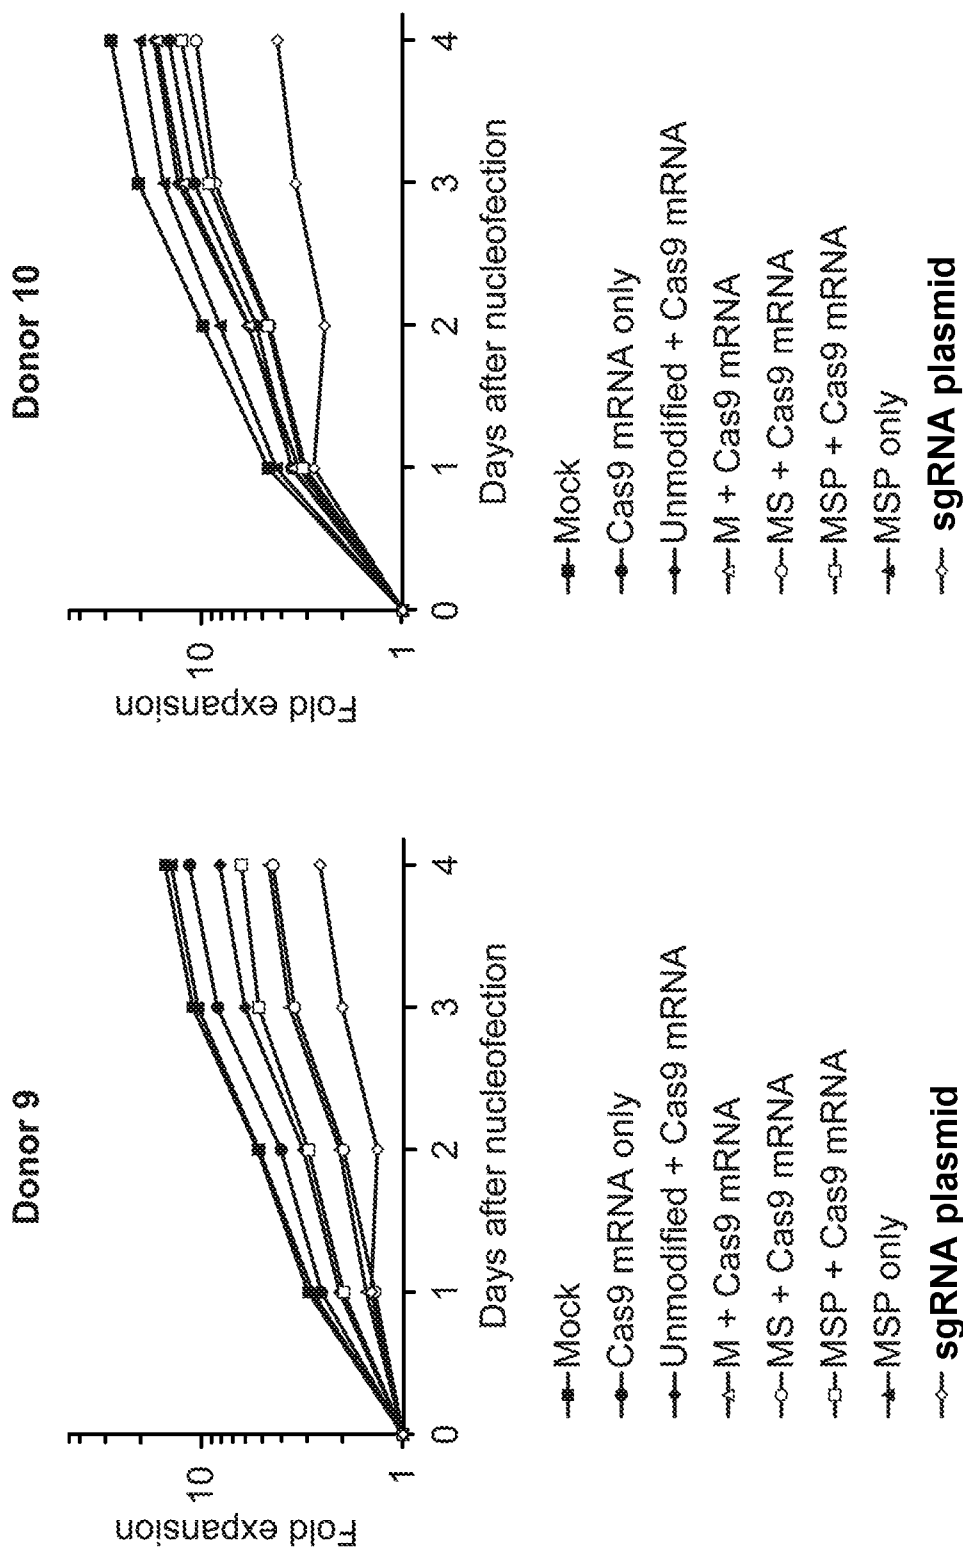 Donor 9
Fold expansion
10
1
0 1 2 3 4
Days after nucleofection
Mock
Cas9 mRNA only
Unmodified + Cas9 mRNA
M + Cas9 mRNA
MS + Cas9 mRNA
MSP + Cas9 mRNA
MSP only
sgRNA plasmid
Donor 10
Fold expansion
10
1
0 1 2 3 4
Days after nucleofection
Mock
Cas9 mRNA only
Unmodified + Cas9 mRNA
M + Cas9 mRNA
MS + Cas9 mRNA
MSP + Cas9 mRNA
MSP only
sgRNA plasmid